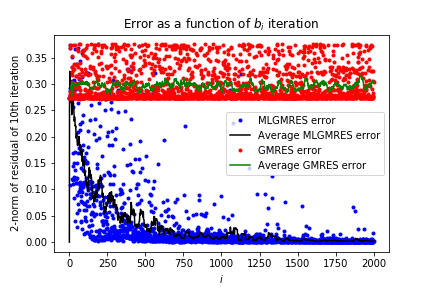 Error as a function of b_i iteration
2-norm of residual of 10th iteration
0.35
0.30
0.25
0.20
0.15
0.10
0.05
0.00
MLGMRES error
Average MLGMRES error
GMRES error
Average GMRES error
0 250 500 750 1000 1250 1500 1750 2000
i